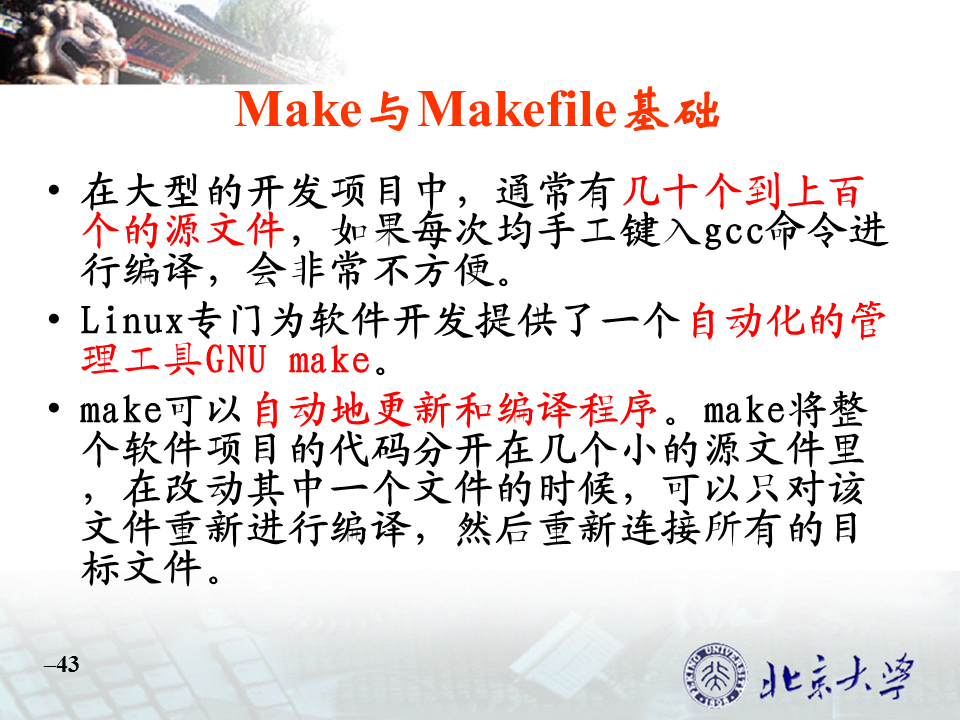 Make与Makefile基础
• 在大型的开发项目中，通常有几十个到上百
个的源文件，如果每次均手工键入gcc命令进
行编译，会非常不方便。
• Linux专门为软件开发提供了一个自动化的管
理工具GNU make。
• make可以自动地更新和编译程序。make将整
个软件项目的代码分开在几个小的源文件里
，在改动其中一个文件的时候，可以只对该
文件重新进行编译，然后重新连接所有的目
标文件。
–43
PEKING UNIVERSITY
1898
北京大学